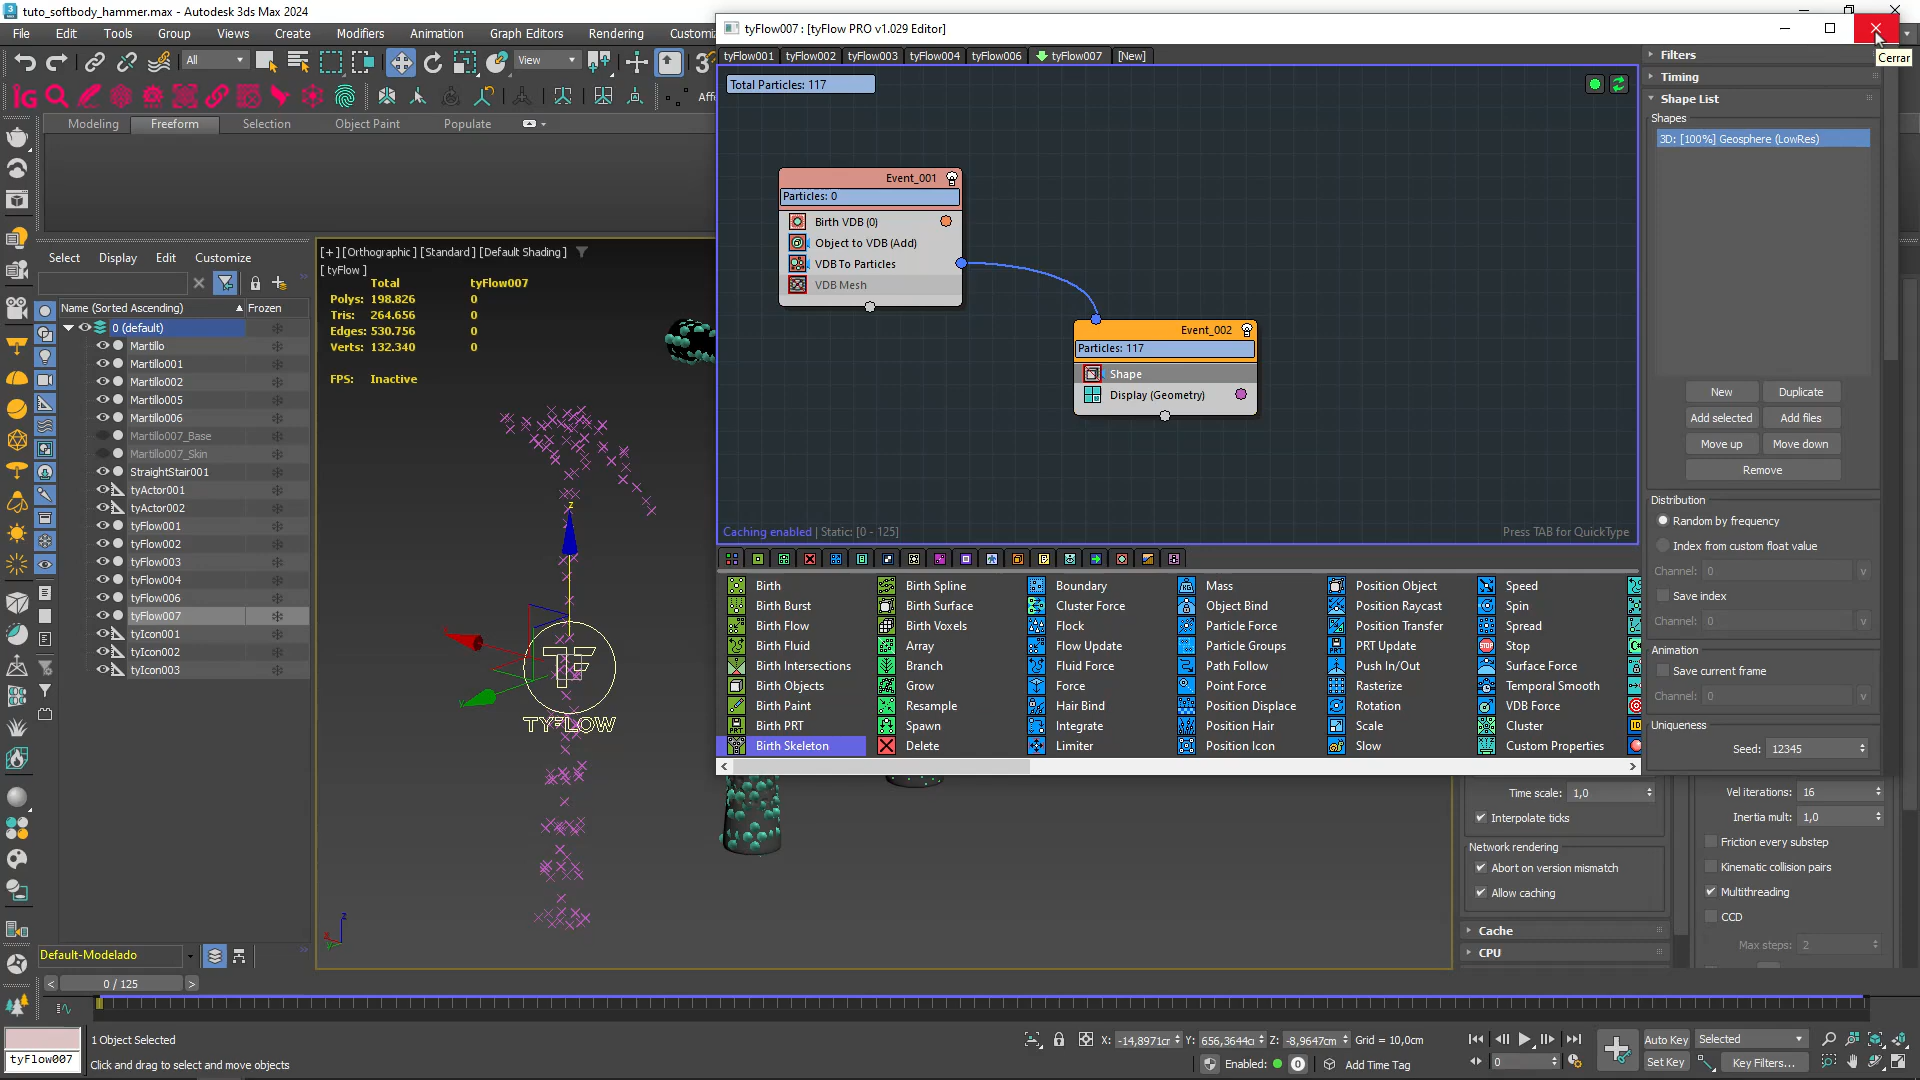 tuto_softbody_hammer.max - Autodesk 3ds Max 2024
File Edit Tools Group Views Create Modifiers Animation Graph Editors Rendering Customi
All View
Modeling Freeform Selection Object Paint Populate
Select Display Edit Customize
Name (Sorted Ascending) Frozen
0 (default)
Martillo
Martillo001
Martillo002
Martillo005
Martillo006
Martillo007_Base
Martillo007_Skin
StraightStair001
tyActor001
tyActor002
tyFlow001
tyFlow002
tyFlow003
tyFlow004
tyFlow006
tyFlow007
tyIcon001
tyIcon002
tyIcon003
Default-Modelado
[+] [Orthographic] [Standard] [Default Shading]
[ tyFlow ]
Total tyFlow007
Polys: 198.826 0
Tris: 264.656 0
Edges: 530.756 0
Verts: 132.340 0
FPS: Inactive
TF
TYFLOW
tyFlow007 : [tyFlow PRO v1.029 Editor]
Cerrar
tyFlow001 tyFlow002 tyFlow003 tyFlow004 tyFlow006 tyFlow007 [New]
Total Particles: 117
Event_001
Particles: 0
Birth VDB (0)
Object to VDB (Add)
VDB To Particles
VDB Mesh
Event_002
Particles: 117
Shape
Display (Geometry)
Caching enabled | Static: [0 - 125] Press TAB for QuickType
Birth Birth Spline Boundary Mass Position Object Speed
Birth Burst Birth Surface Cluster Force Object Bind Position Raycast Spin
Birth Flow Birth Voxels Flock Particle Force Position Transfer Spread
Birth Fluid Array Flow Update Particle Groups PRT Update Stop
Birth Intersections Branch Fluid Force Path Follow Push In/Out Surface Force
Birth Objects Grow Force Point Force Rasterize Temporal Smooth
Birth Paint Resample Hair Bind Position Displace Rotation VDB Force
Birth PRT Spawn Integrate Position Hair Scale Cluster
Birth Skeleton Delete Limiter Position Icon Slow Custom Properties
Filters
Timing
Shape List
Shapes
3D: [100%] Geosphere (LowRes)
New Duplicate
Add selected Add files
Move up Move down
Remove
Distribution
Random by frequency
Index from custom float value
Channel: 0 v
Save index
Channel: 0 v
Animation
Save current frame
Channel: 0 v
Uniqueness
Seed: 12345
Time scale: 1,0
Interpolate ticks
Network rendering
Abort on version mismatch
Allow caching
Cache
CPU
Vel iterations: 16
Inertia mult: 1,0
Friction every substep
Kinematic collision pairs
Multithreading
CCD
Max steps: 2
0 / 125
tyFlow007
1 Object Selected
Click and drag to select and move objects
X: -14,8971cr Y: 656,3644c Z: -8,9647cm Grid = 10,0cm
Enabled: 0 Add Time Tag
0
Auto Key Selected
Set Key Key Filters...